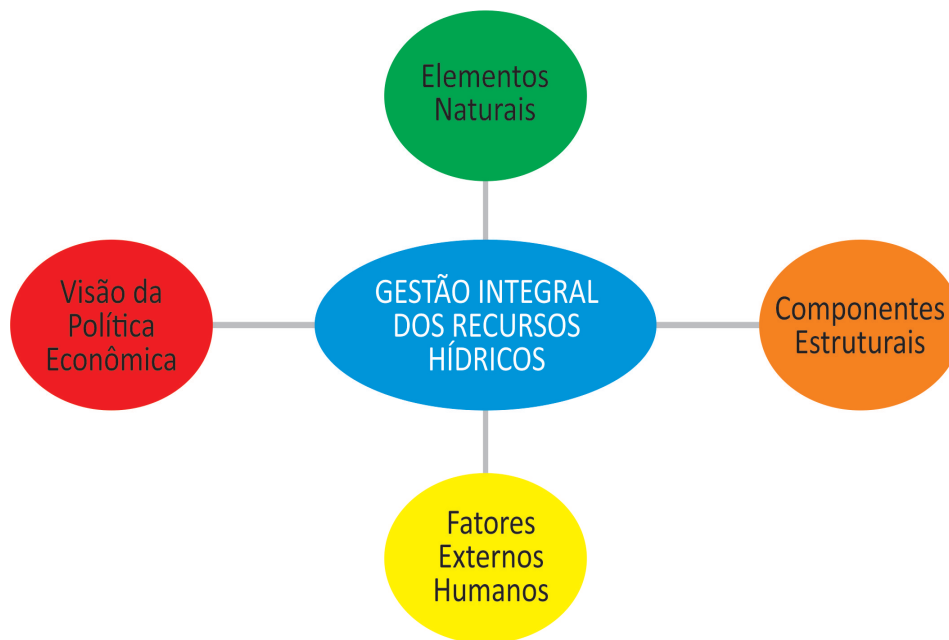 Elementos
Naturais
Visão da
Política
Econômica
GESTÃO INTEGRAL
DOS RECURSOS
HÍDRICOS
Componentes
Estruturais
Fatores
Externos
Humanos